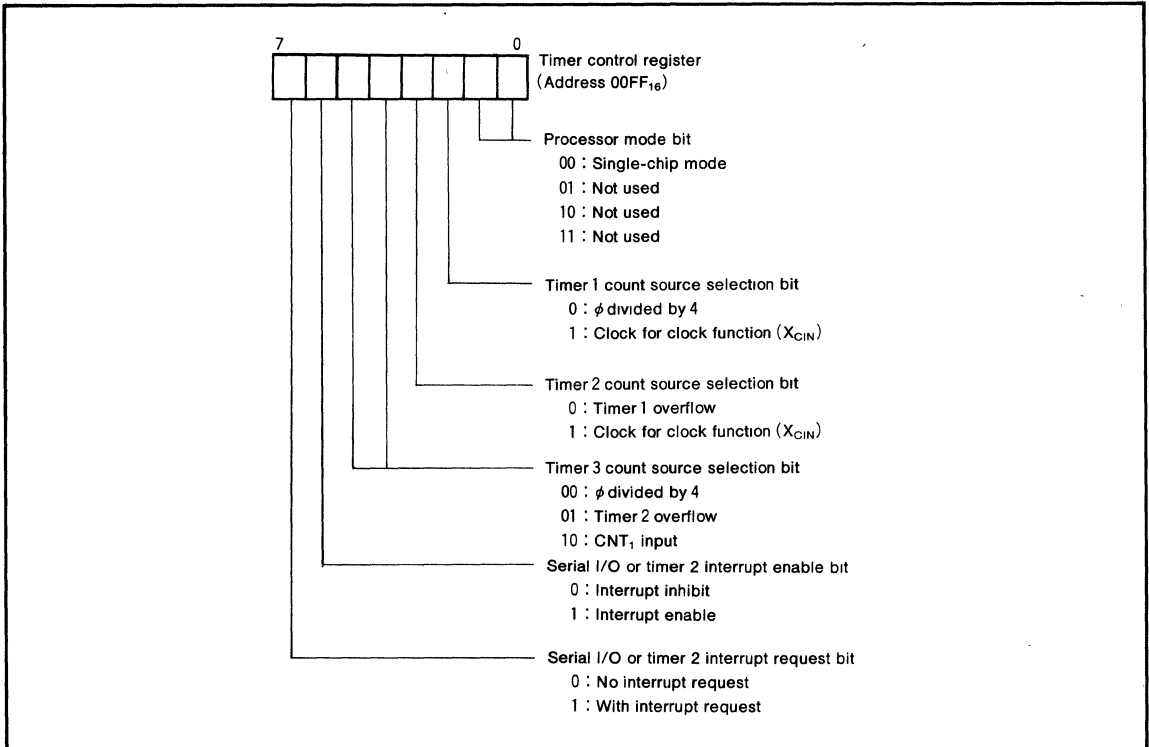 7 0
Timer control register
(Address 00FF₁₆)
Processor mode bit
00 : Single-chip mode
01 : Not used
10 : Not used
11 : Not used
Timer 1 count source selection bit
0 : φ divided by 4
1 : Clock for clock function (X_CIN)
Timer 2 count source selection bit
0 : Timer 1 overflow
1 : Clock for clock function (X_CIN)
Timer 3 count source selection bit
00 : φ divided by 4
01 : Timer 2 overflow
10 : CNT₁ input
Serial I/O or timer 2 interrupt enable bit
0 : Interrupt inhibit
1 : Interrupt enable
Serial I/O or timer 2 interrupt request bit
0 : No interrupt request
1 : With interrupt request